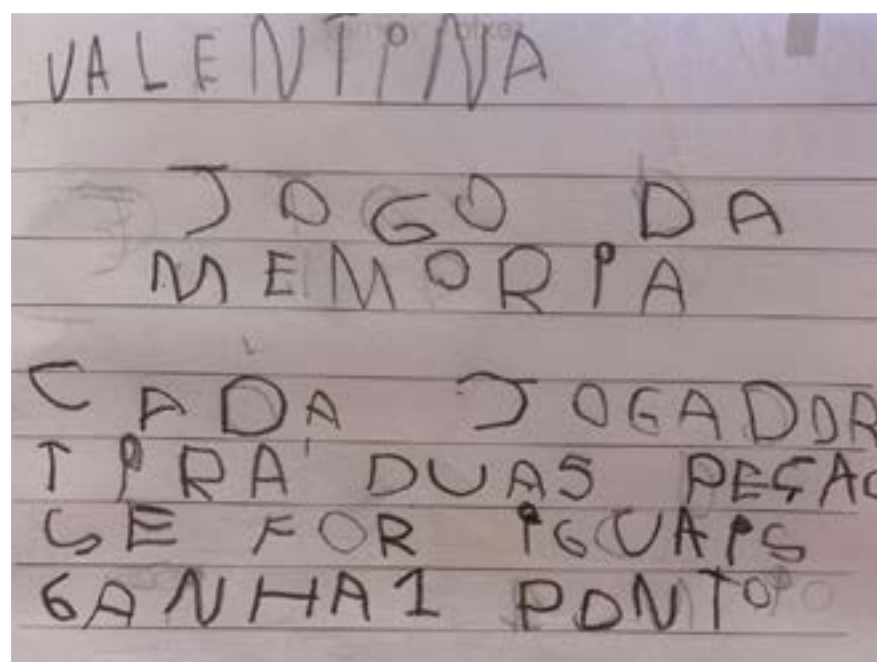 VALENTINA
JOGO DA
MEMORIA
CADA JOGADOR
TIRA DUAS PEÇAS
SE FOR IGUAIS
GANHA 1 PONTO